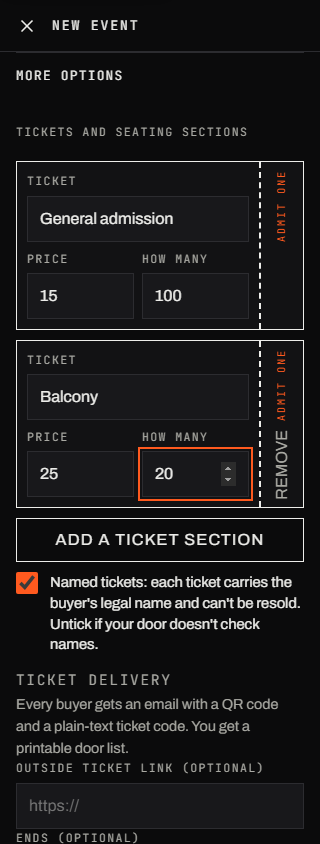 NEW EVENT
MORE OPTIONS
TICKETS AND SEATING SECTIONS
TICKET
General admission
PRICE
HOW MANY
15
100
ADMIT ONE
TICKET
Balcony
PRICE
HOW MANY
25
20
ADMIT ONE
REMOVE
ADD A TICKET SECTION
Named tickets: each ticket carries the
buyer's legal name and can't be resold.
Untick if your door doesn't check
names.
TICKET DELIVERY
Every buyer gets an email with a QR code
and a plain-text ticket code. You get a
printable door list.
OUTSIDE TICKET LINK (OPTIONAL)
https://
ENDS (OPTIONAL)